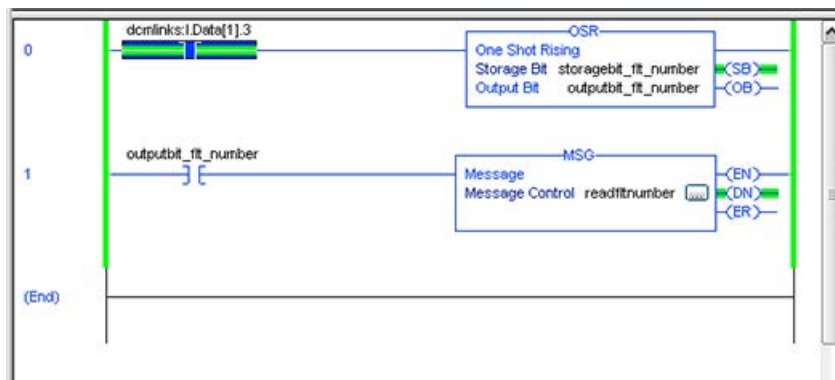 dcmlinks:I.Data[1].3
OSR
0
One Shot Rising
Storage Bit storagebit_flt_number (SB)
Output Bit outputbit_flt_number (OB)
outputbit_flt_number
MSG
1
Message (EN)
Message Control readfltnumber ... (DN)
(ER)
(End)